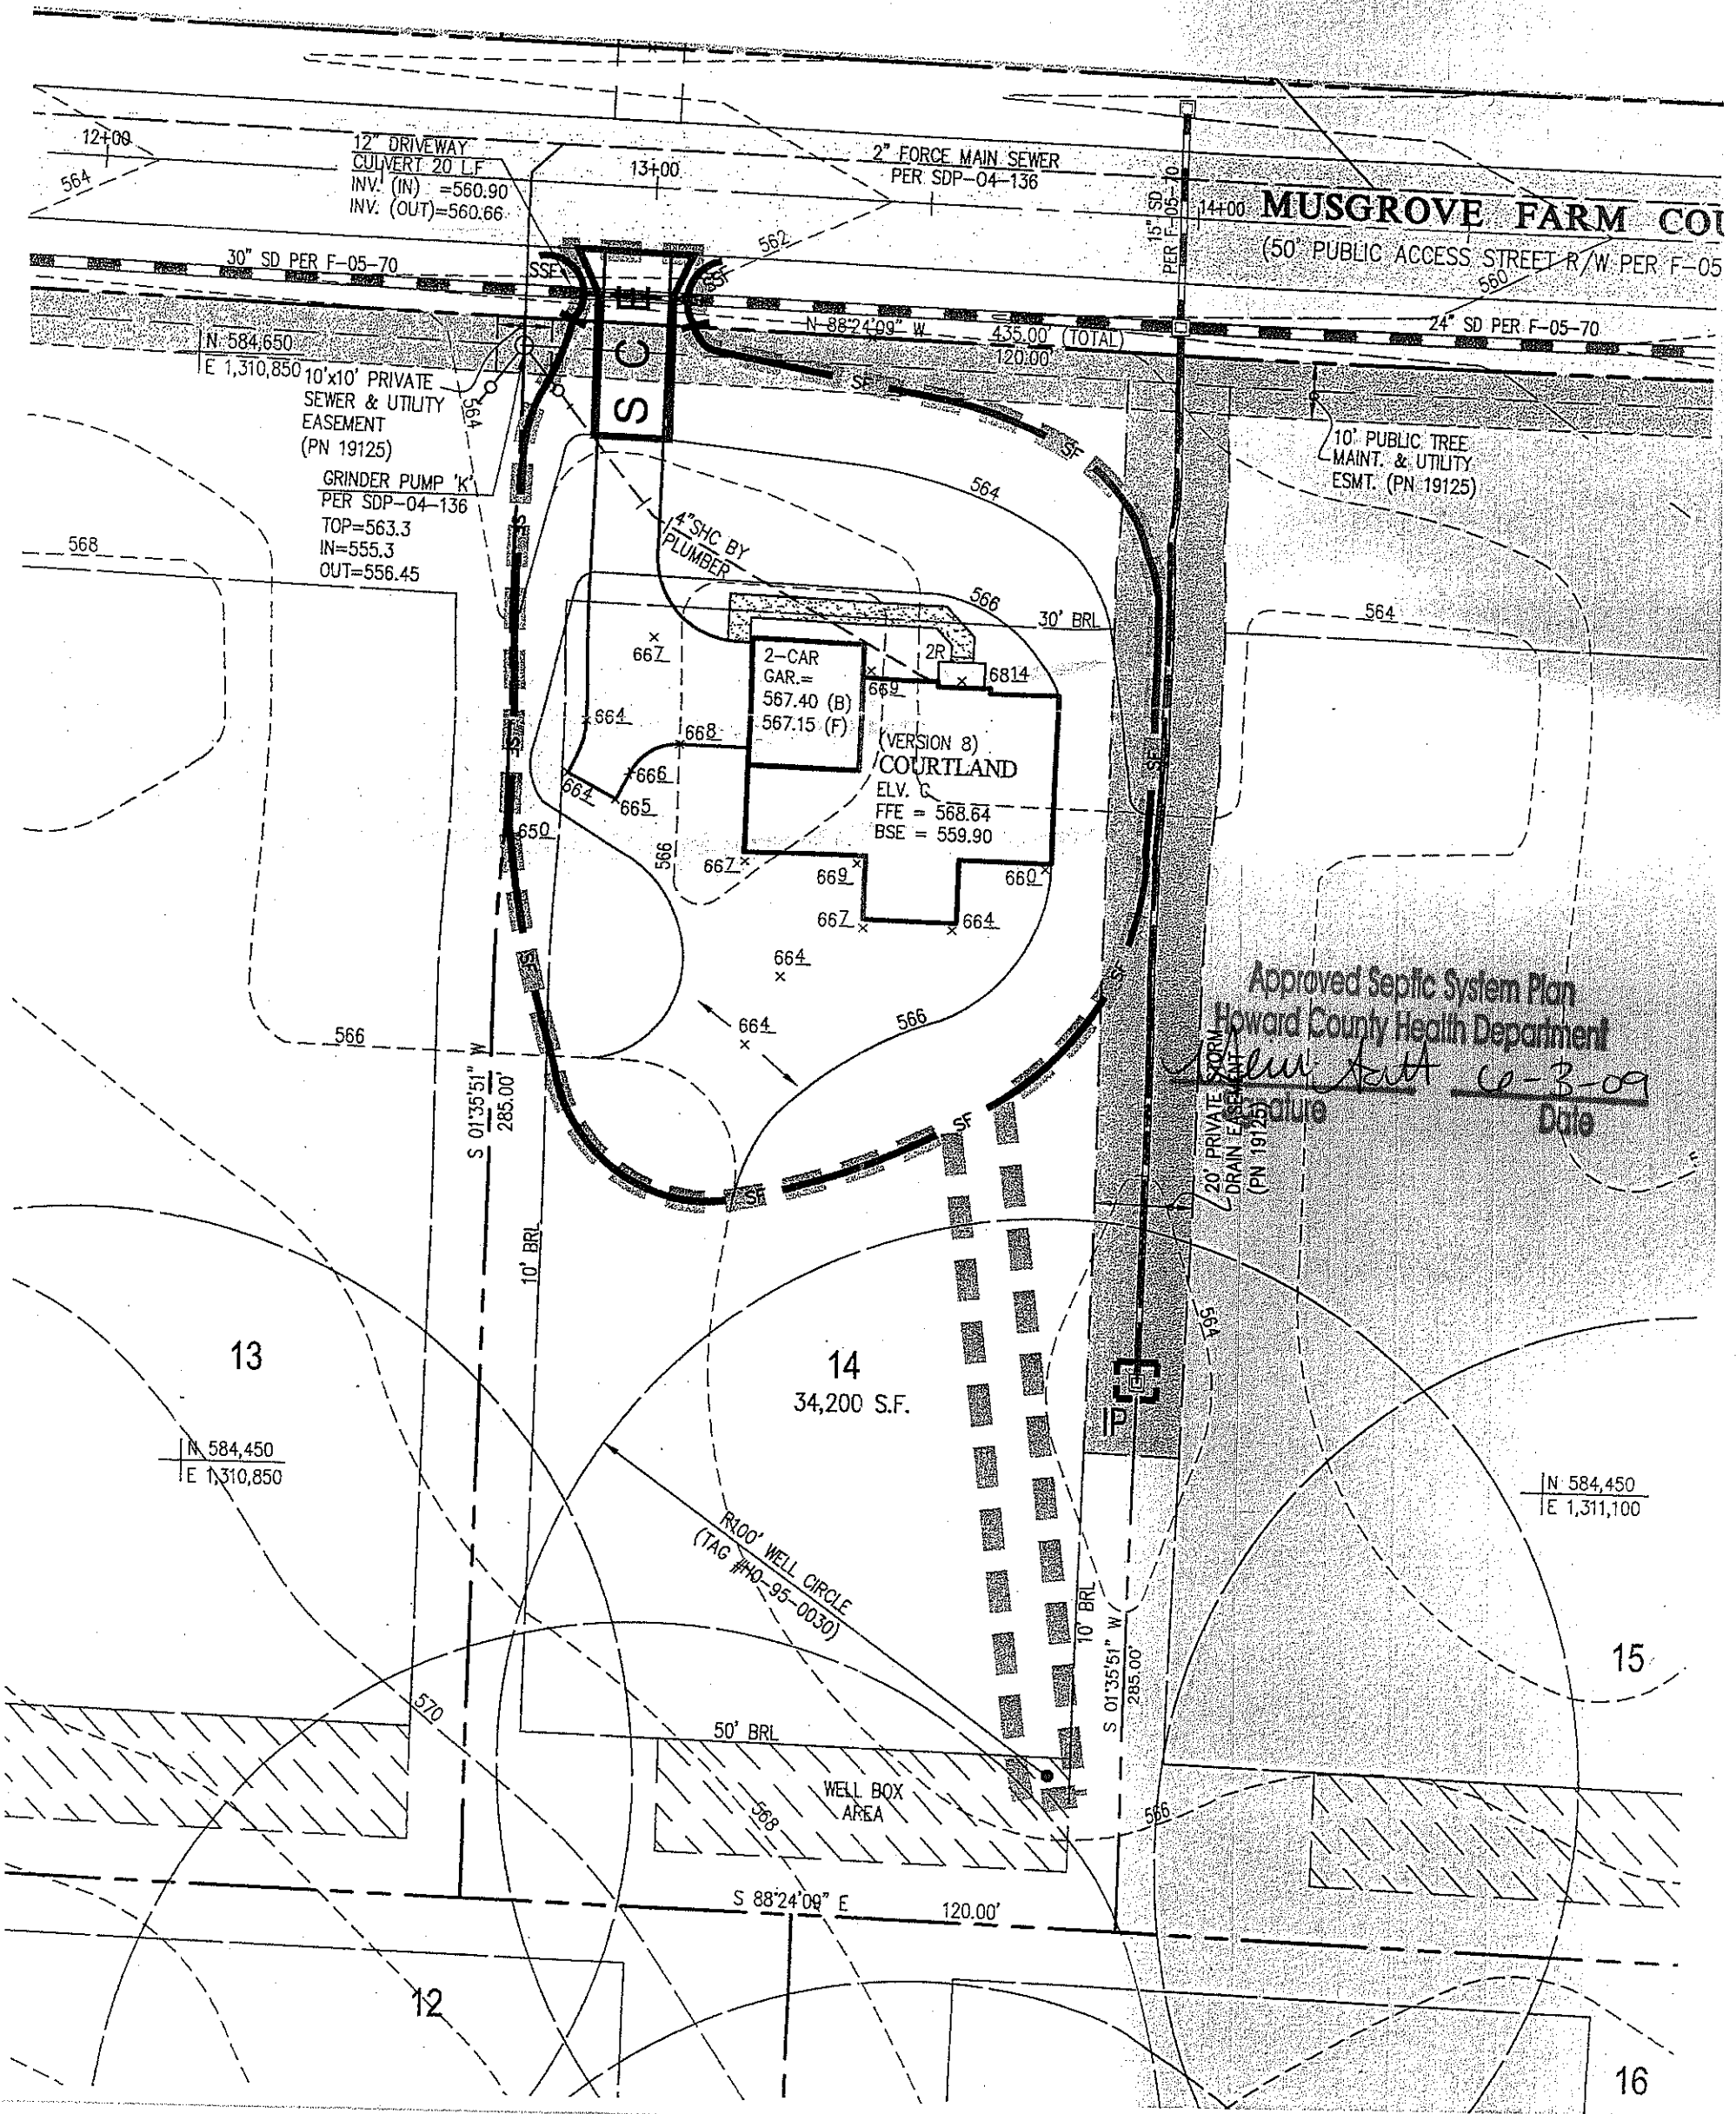 12+00
564
12" DRIVEWAY
CULVERT 20 L.F
INV. (IN) =560.90
INV. (OUT)=560.66
13+00
2" FORCE MAIN SEWER
PER SDP-04-136
15" SD
PER F-05-70
14+00
MUSGROVE FARM COU
(50' PUBLIC ACCESS STREET R/W PER F-05
562
560
30" SD PER F-05-70
SSF
SSF
24" SD PER F-05-70
N 88°24'09" W
435.00' (TOTAL)
120.00'
N 584,650
E 1,310,850
10'x10' PRIVATE
SEWER & UTILITY
EASEMENT
(PN 19125)
564
SCE
SF
SF
10' PUBLIC TREE
MAINT. & UTILITY
ESMT. (PN 19125)
GRINDER PUMP 'K'
PER SDP-04-136
TOP=563.3
IN=555.3
OUT=556.45
564
4"SHC BY
PLUMBER
SF
568
566
30' BRL
564
667
2-CAR
GAR.=
567.40 (B)
567.15 (F)
2R
6814
669
664
668
SF
SF
(VERSION 8)
COURTLAND
ELV. C
FFE = 568.64
BSE = 559.90
666
664
665
650
566
667
669
660
667
664
664
SF
SF
566
664
566
Approved Septic System Plan
Howard County Health Department
6-3-09
Signature
Date
20' PRIVATE STORM
DRAIN EASEMENT
(PN 19125)
S 01°35'51" W
285.00'
SF
SF
10' BRL
564
13
14
34,200 S.F.
IP
N 584,450
E 1,310,850
N 584,450
E 1,311,100
R100' WELL CIRCLE
(TAG #HO-95-0030)
10' BRL
S 01°35'51" W
285.00'
15
570
50' BRL
WELL BOX
AREA
568
566
S 88°24'09" E
120.00'
12
16